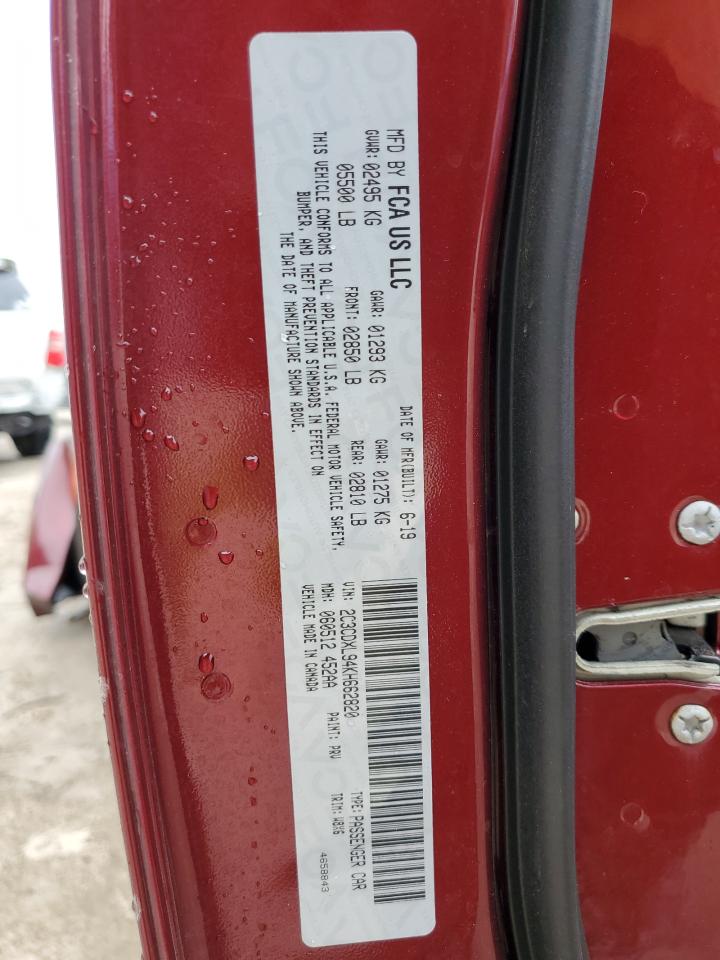 MFD BY FCA US LLC
DATE OF MFR(BUILT): 6-19
GVWR: 02495 KG GAWR: 01293 KG GAWR: 01275 KG
05500 LB FRONT: 02850 LB REAR: 02810 LB
THIS VEHICLE CONFORMS TO ALL APPLICABLE U.S.A. FEDERAL MOTOR VEHICLE SAFETY,
BUMPER, AND THEFT PREVENTION STANDARDS IN EFFECT ON
THE DATE OF MANUFACTURE SHOWN ABOVE.
VIN: 2C3CDXL94KH662820 TYPE: PASSENGER CAR
MDH: 060512 452AA PAINT: PRV TRIM: W8X6
VEHICLE MADE IN CANADA
4658843